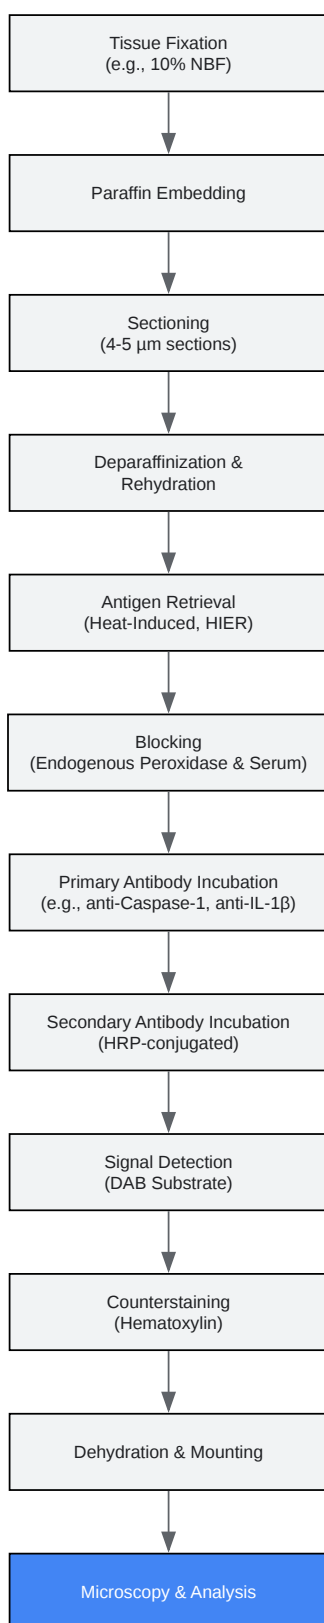 Tissue Fixation
(e.g., 10% NBF)
Paraffin Embedding
Sectioning
(4-5 µm sections)
Deparaffinization &
Rehydration
Antigen Retrieval
(Heat-Induced, HIER)
Blocking
(Endogenous Peroxidase & Serum)
Primary Antibody Incubation
(e.g., anti-Caspase-1, anti-IL-1β)
Secondary Antibody Incubation
(HRP-conjugated)
Signal Detection
(DAB Substrate)
Counterstaining
(Hematoxylin)
Dehydration & Mounting
Microscopy & Analysis